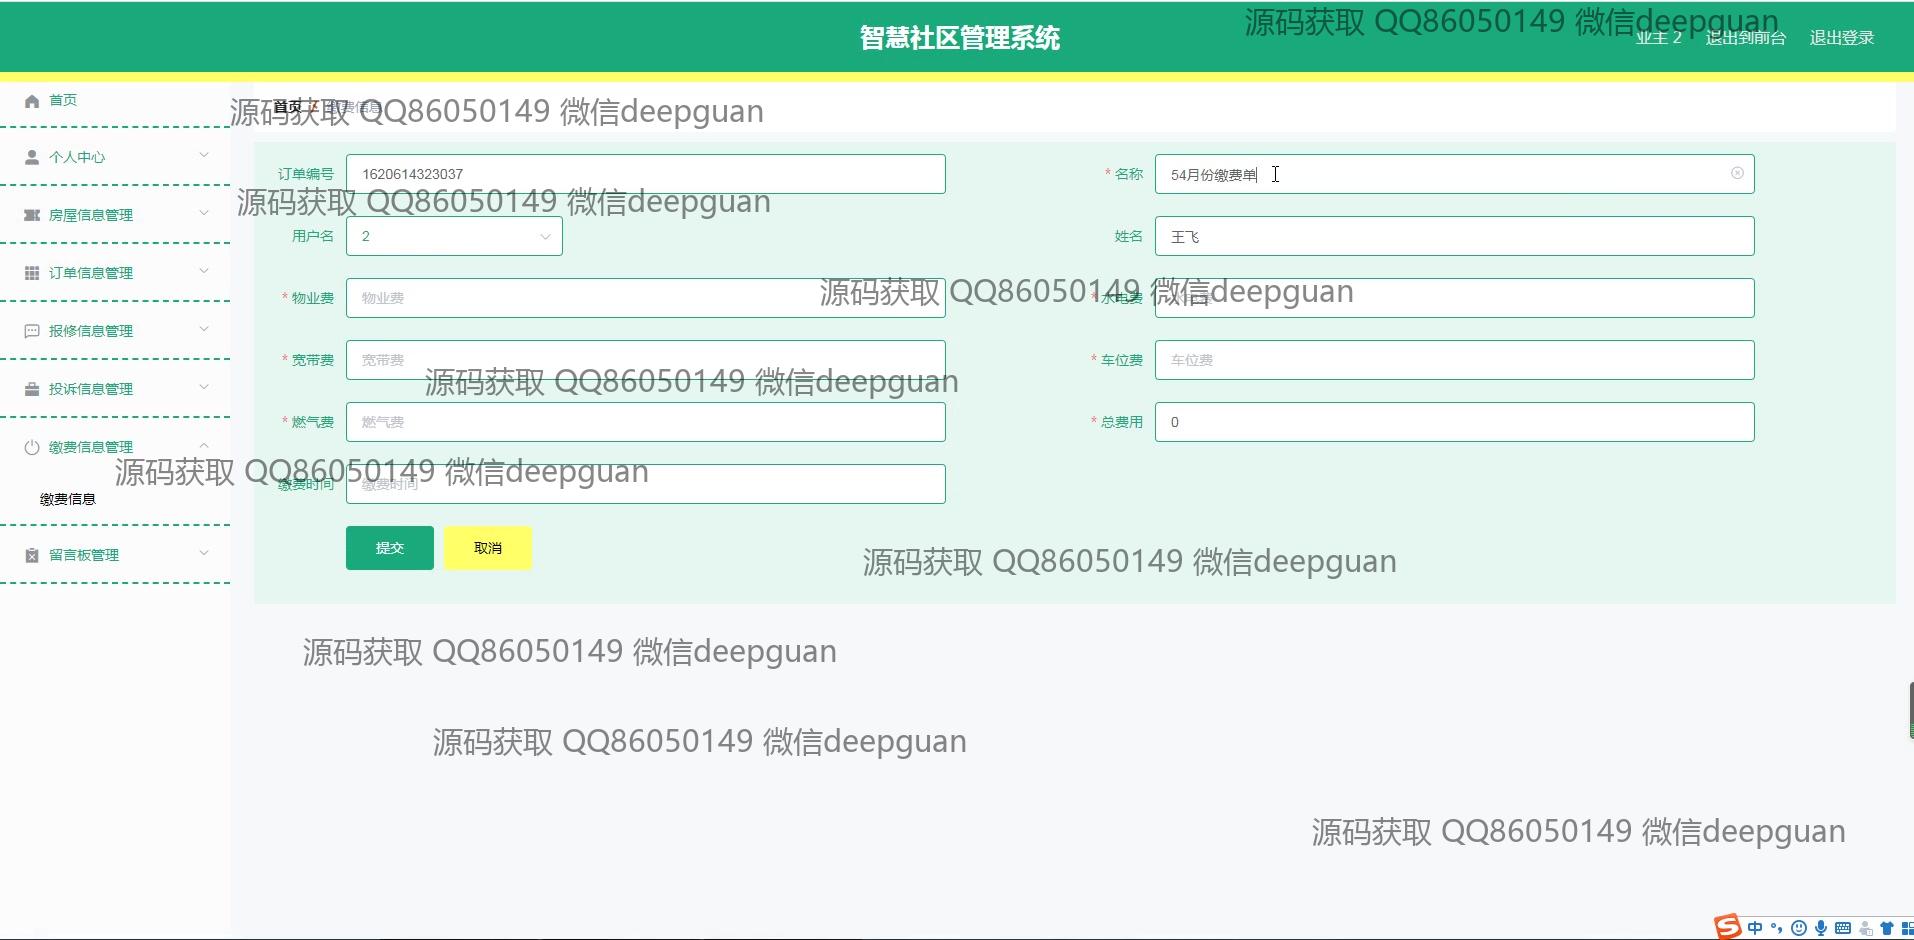 智慧社区管理系统
源码获取 QQ86050149 微信deepguan
业主 2 退出到前台 退出登录
首页
源码获取 QQ86050149 微信deepguan
首页 缴费信息
个人中心
订单编号 1620614323037
* 名称 54月份缴费单
源码获取 QQ86050149 微信deepguan
房屋信息管理
用户名 2
姓名 王飞
订单信息管理
源码获取 QQ86050149 微信deepguan
* 物业费 物业费
* 水电费
报修信息管理
* 宽带费 宽带费
* 车位费 车位费
源码获取 QQ86050149 微信deepguan
投诉信息管理
* 燃气费 燃气费
* 总费用 0
缴费信息管理
源码获取 QQ86050149 微信deepguan
缴费时间 缴费时间
缴费信息
提交 取消
留言板管理
源码获取 QQ86050149 微信deepguan
源码获取 QQ86050149 微信deepguan
源码获取 QQ86050149 微信deepguan
源码获取 QQ86050149 微信deepguan
中